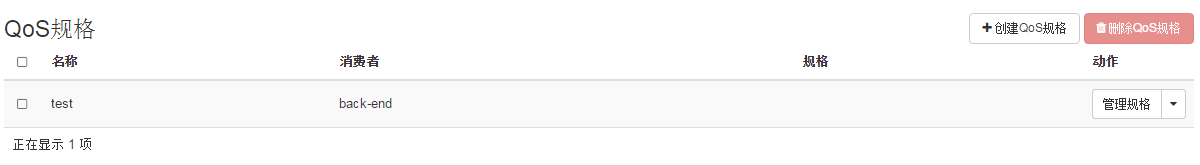 QoS规格
创建QoS规格 删除QoS规格
名称 消费者 规格 动作
test back-end 管理规格
正在显示 1 项